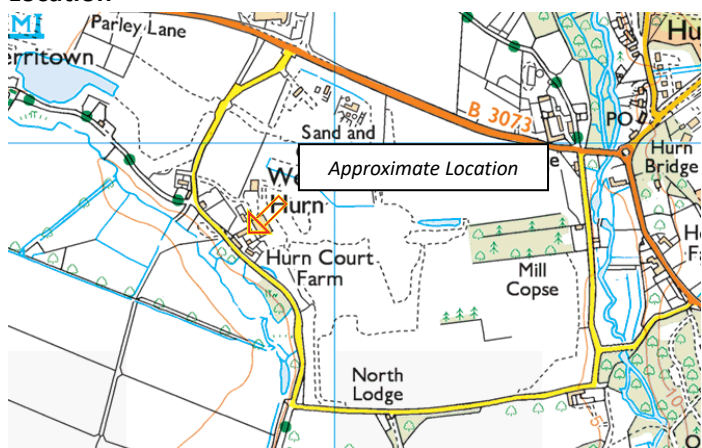 Location
M
Parley Lane
erritown
Hu
B 3073
PO
Sand and
Hurn
Bridge
Approximate Location
We
Hurn
Hurn Court
Farm
Mill
Copse
North
Lodge